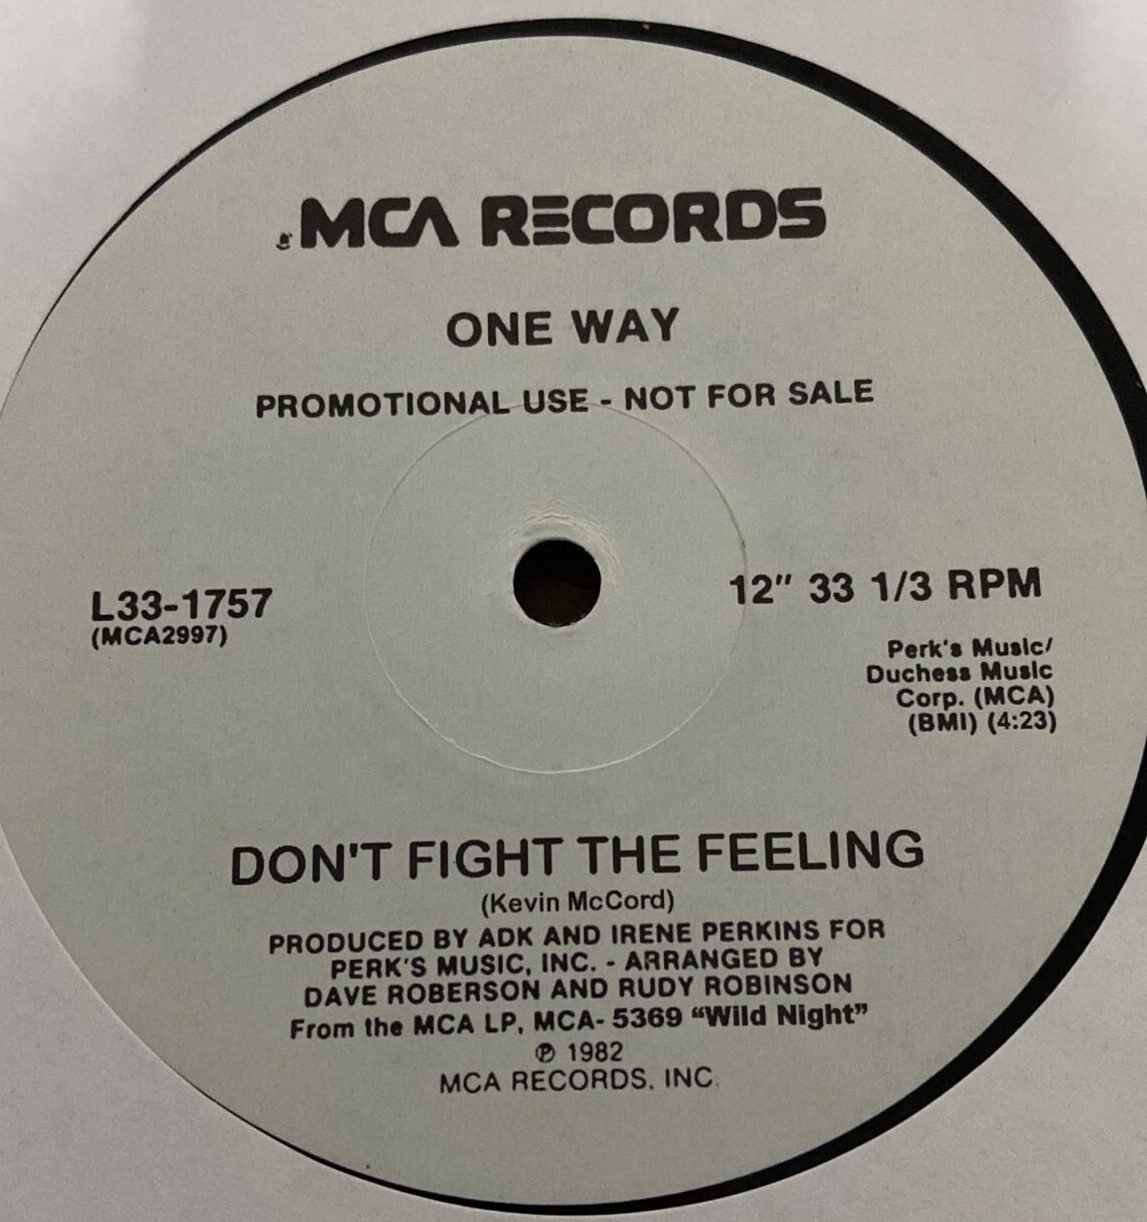 MCA RECORDS
ONE WAY
PROMOTIONAL USE - NOT FOR SALE
L33-1757
(MCA2997)
12" 33 1/3 RPM
Perk's Music/
Duchess Music
Corp. (MCA)
(BMI) (4:23)
DON'T FIGHT THE FEELING
(Kevin McCord)
PRODUCED BY ADK AND IRENE PERKINS FOR
PERK'S MUSIC, INC. - ARRANGED BY
DAVE ROBERSON AND RUDY ROBINSON
From the MCA LP, MCA- 5369 “Wild Night”
℗ 1982
MCA RECORDS, INC.